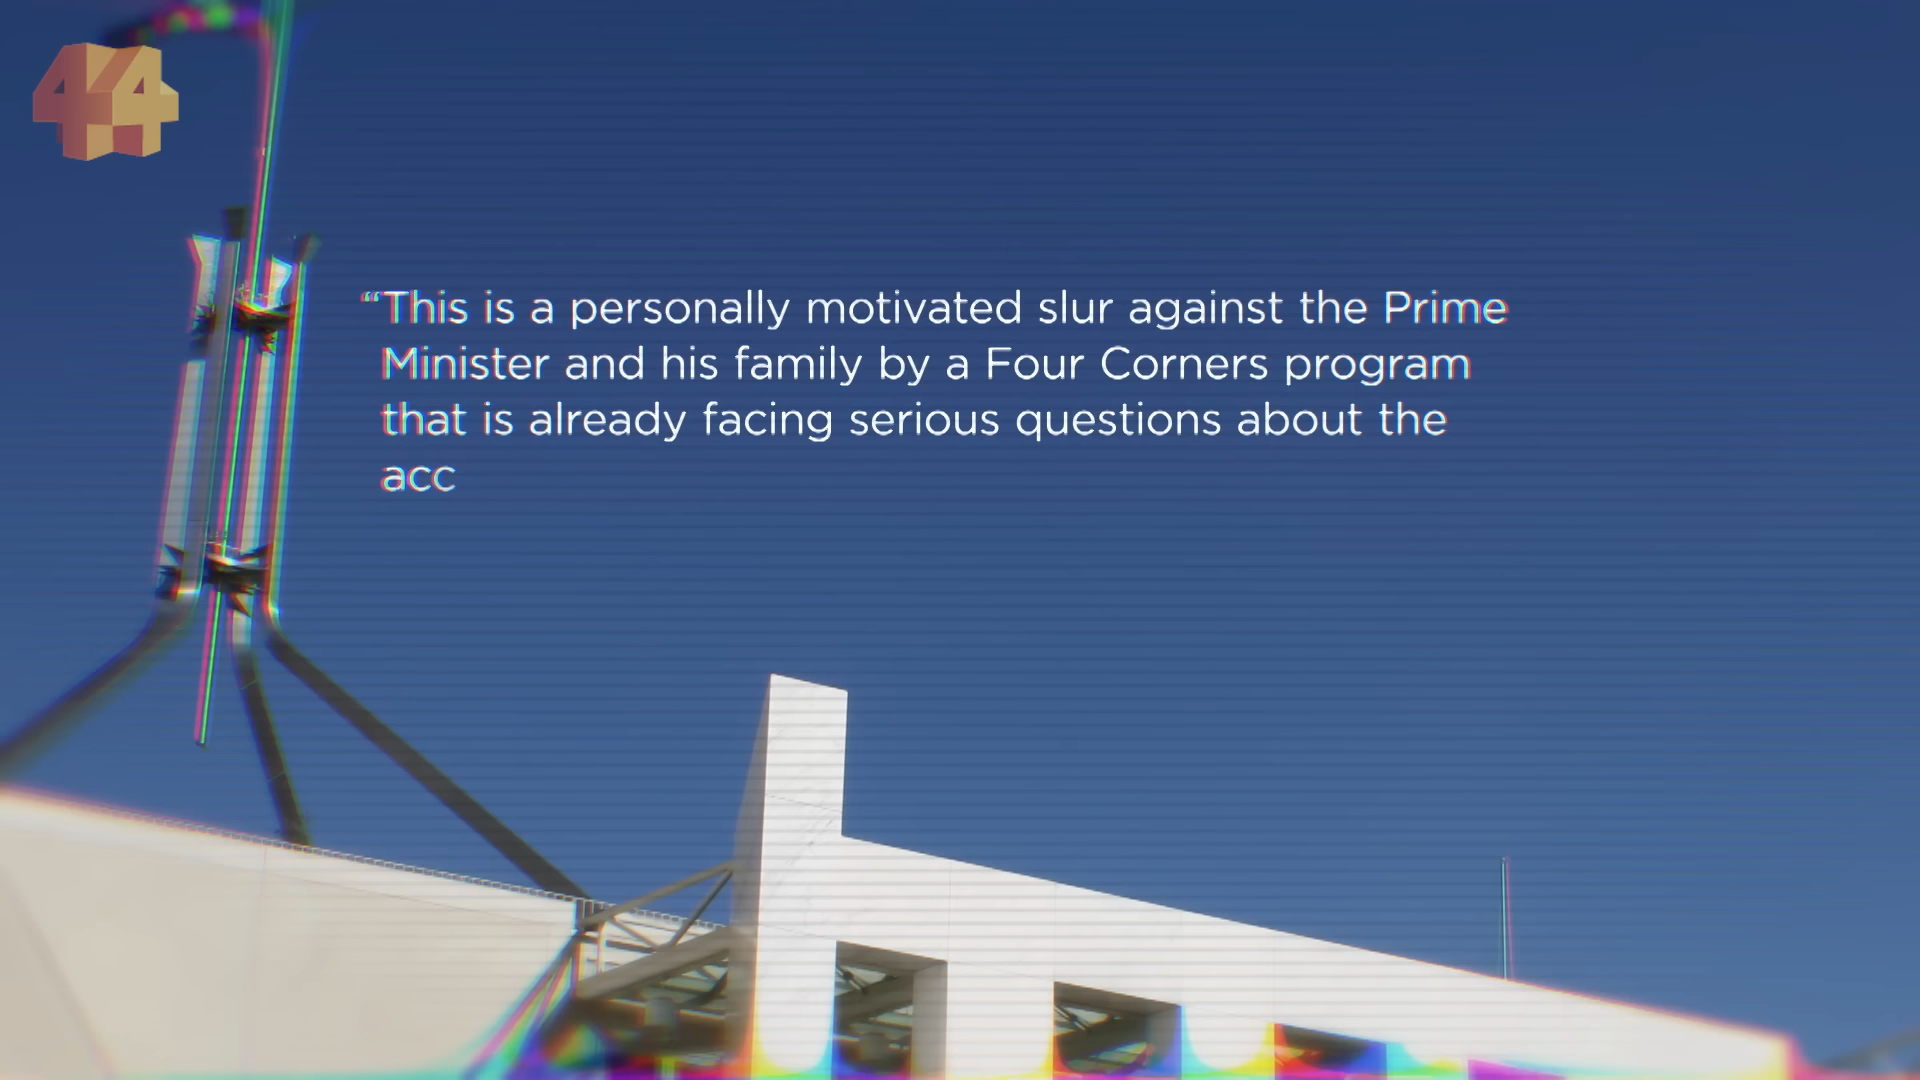 44
“This is a personally motivated slur against the Prime
Minister and his family by a Four Corners program
that is already facing serious questions about the
acc